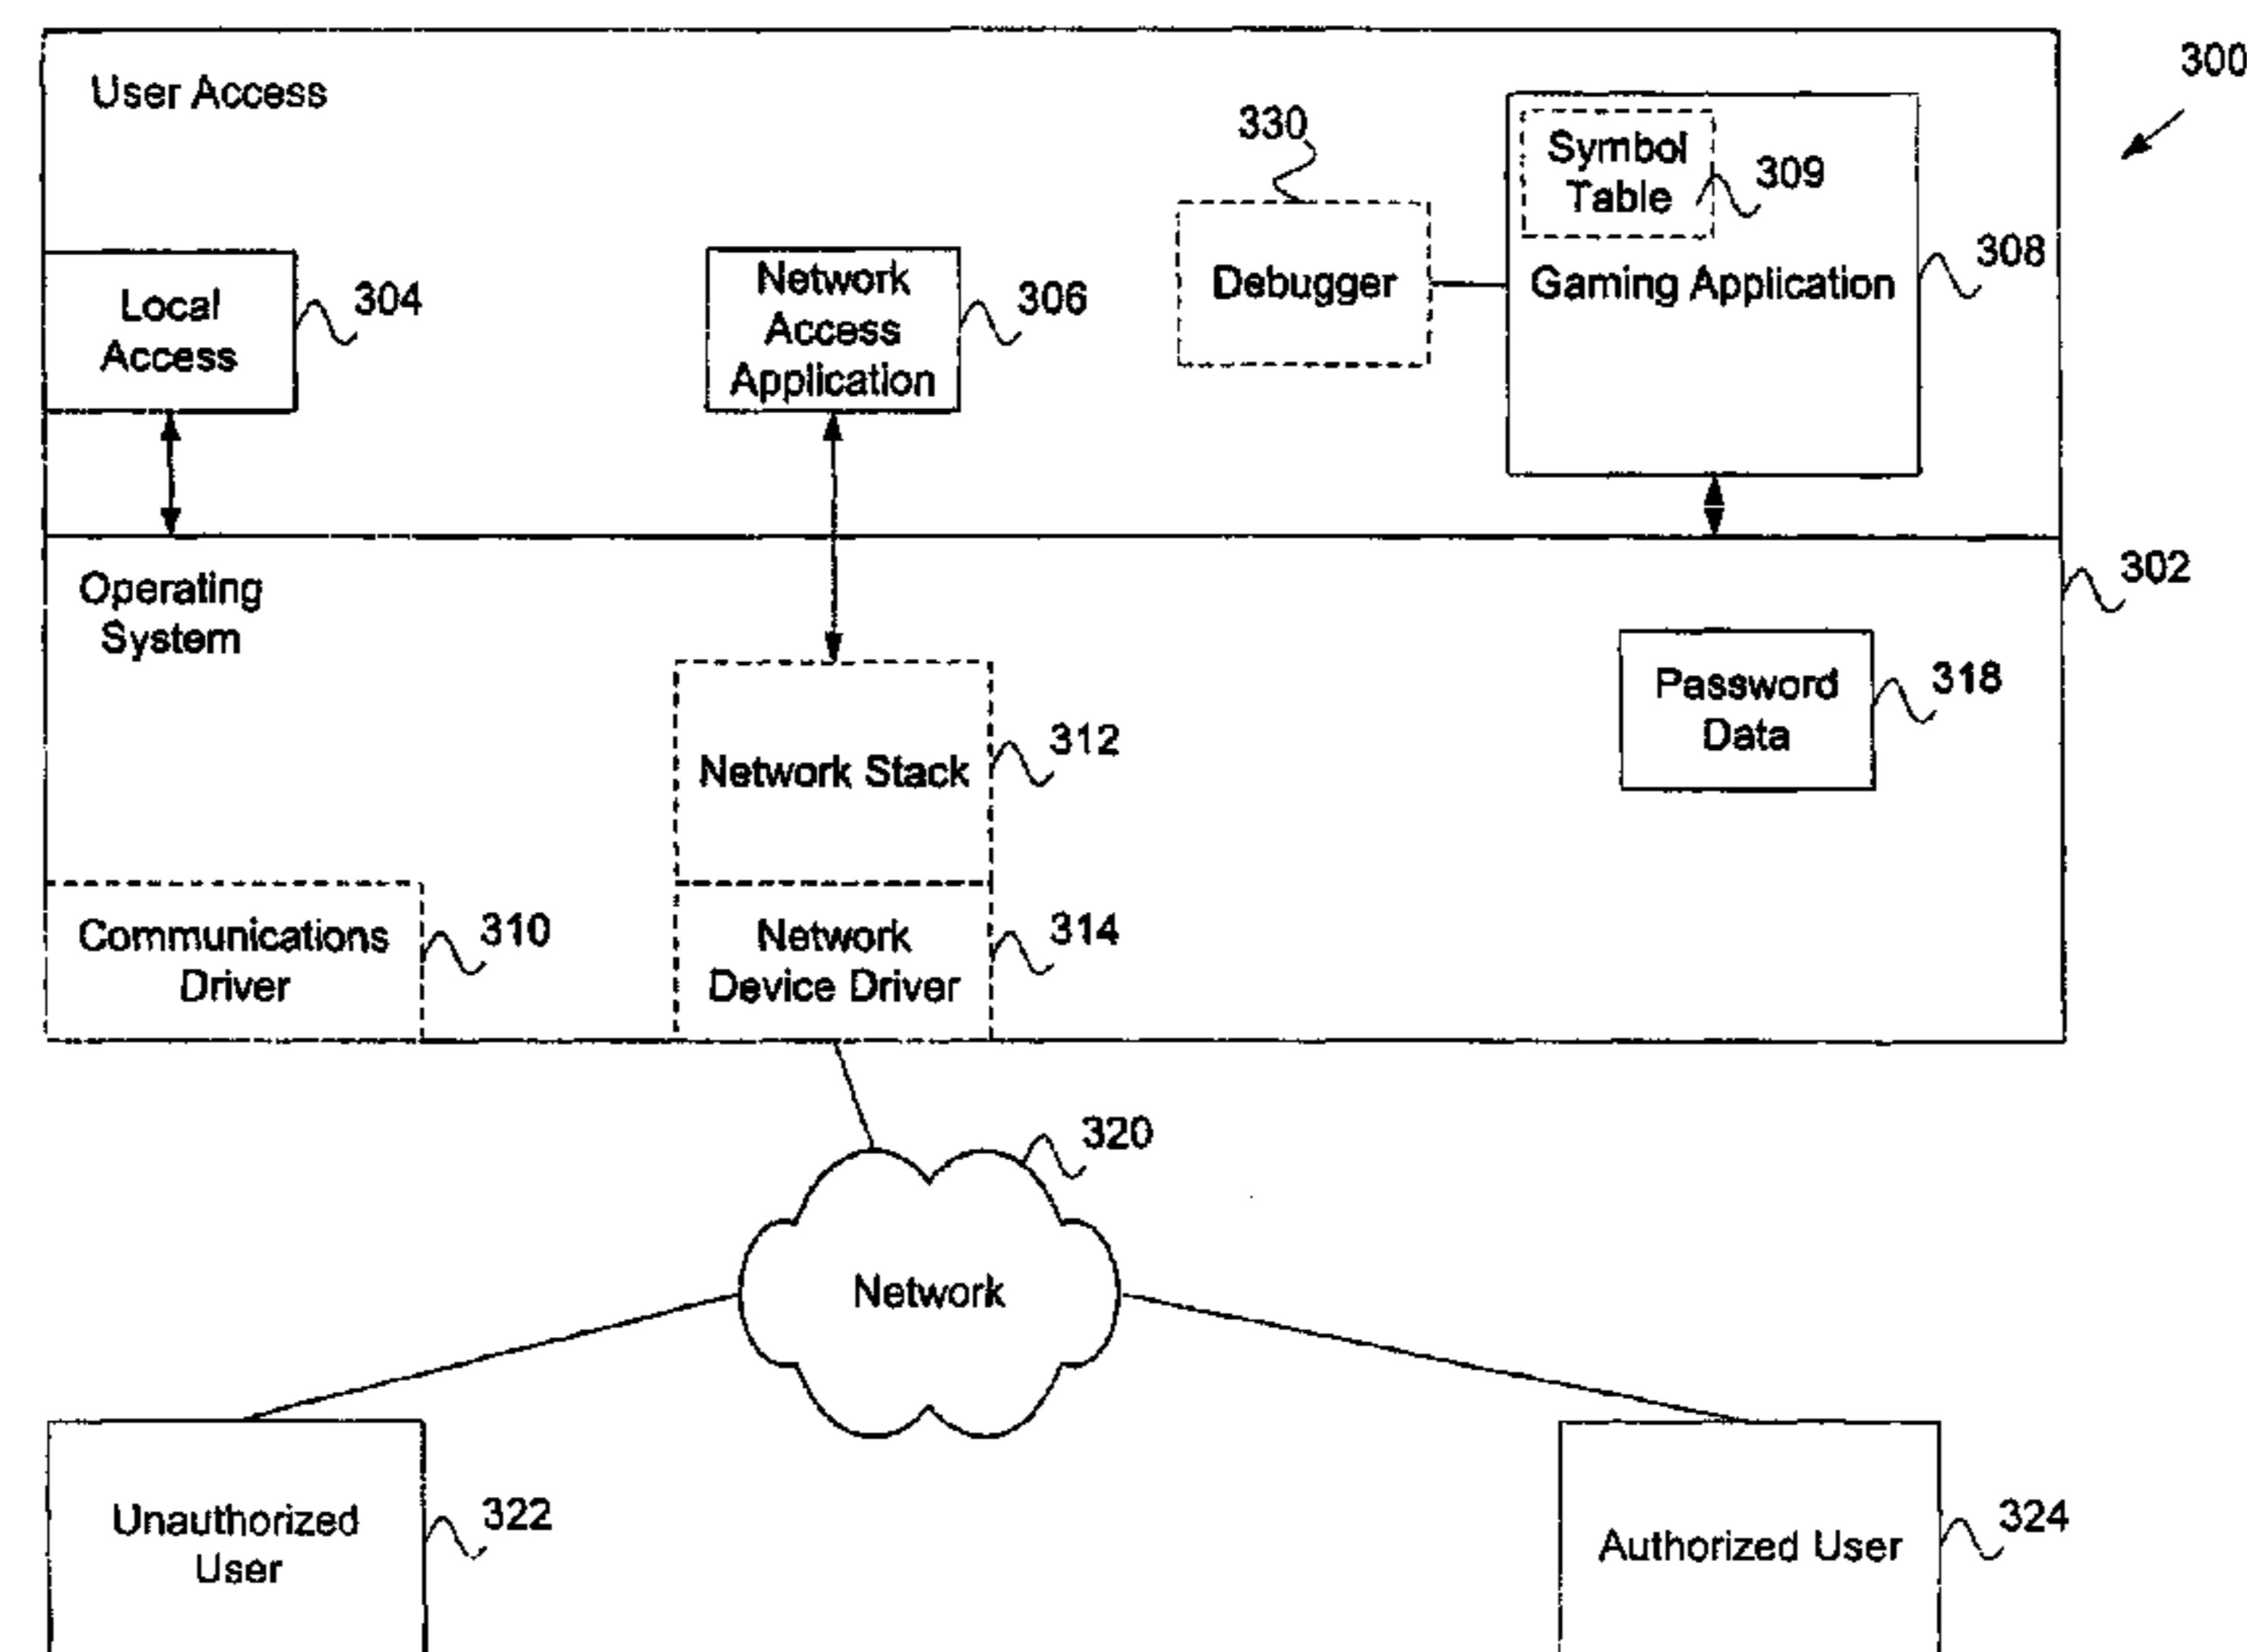 User Access
300
330
Symbol
Table
309
Debugger
Gaming Application
308
Local
Access
304
Network
Access
Application
306
Operating
System
302
Password
Data
318
Network Stack
312
Communications
Driver
310
Network
Device Driver
314
320
Network
Unauthorized
User
322
Authorized User
324